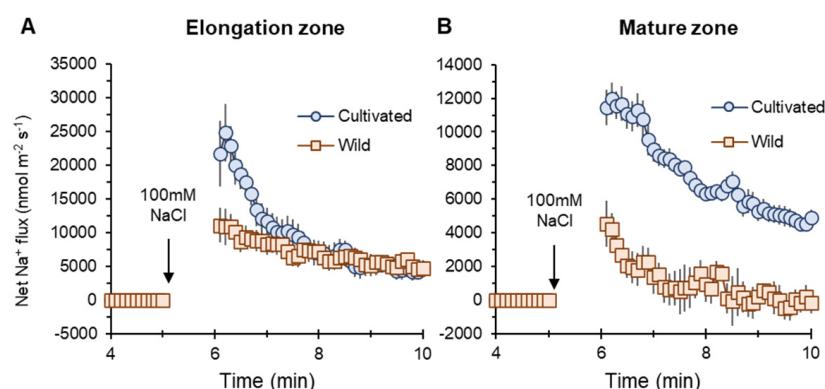 A
Elongation zone
Net Na⁺ flux (nmol m⁻² s⁻¹)
35000
30000
25000
20000
15000
10000
5000
0
-5000
Cultivated
Wild
100mM
NaCl
4
6
8
10
Time (min)
B
Mature zone
14000
12000
10000
8000
6000
4000
2000
0
-2000
Cultivated
Wild
100mM
NaCl
4
6
8
10
Time (min)